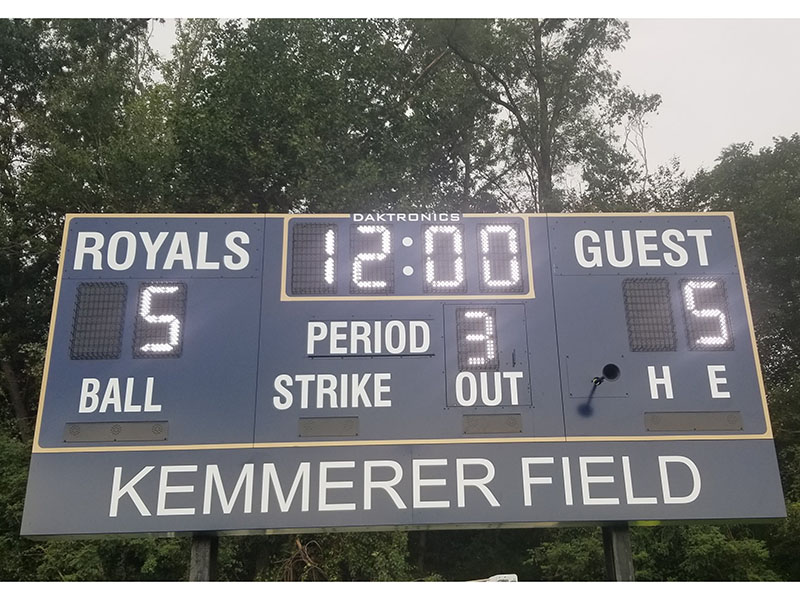 DAKTRONICS
ROYALS 12:00 GUEST
5 5
PERIOD 3
BALL STRIKE OUT H E
KEMMERER FIELD